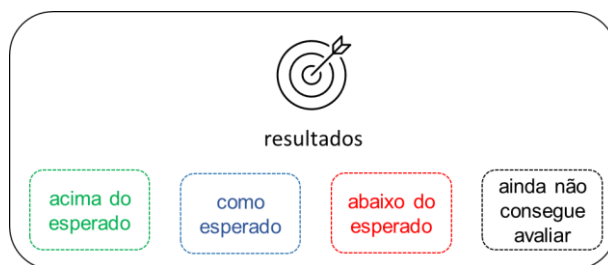 resultados
acima do
esperado
como
esperado
abaixo do
esperado
ainda não
consegue
avaliar